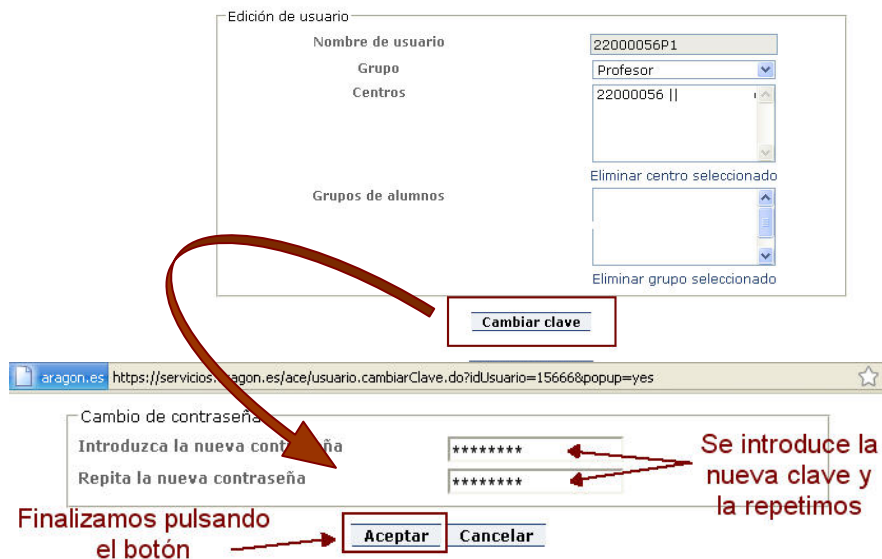 Edición de usuario
Nombre de usuario 22000056P1
Grupo Profesor
Centros 22000056 ||
Eliminar centro seleccionado
Grupos de alumnos
Eliminar grupo seleccionado
Cambiar clave
aragon.es https://servicios.aragon.es/ace/usuario.cambiarClave.do?idUsuario=15666&popup=yes
Cambio de contraseña
Introduzca la nueva contraseña ********
Repita la nueva contraseña ********
Se introduce la
nueva clave y
la repetimos
Finalizamos pulsando
el botón
Aceptar Cancelar